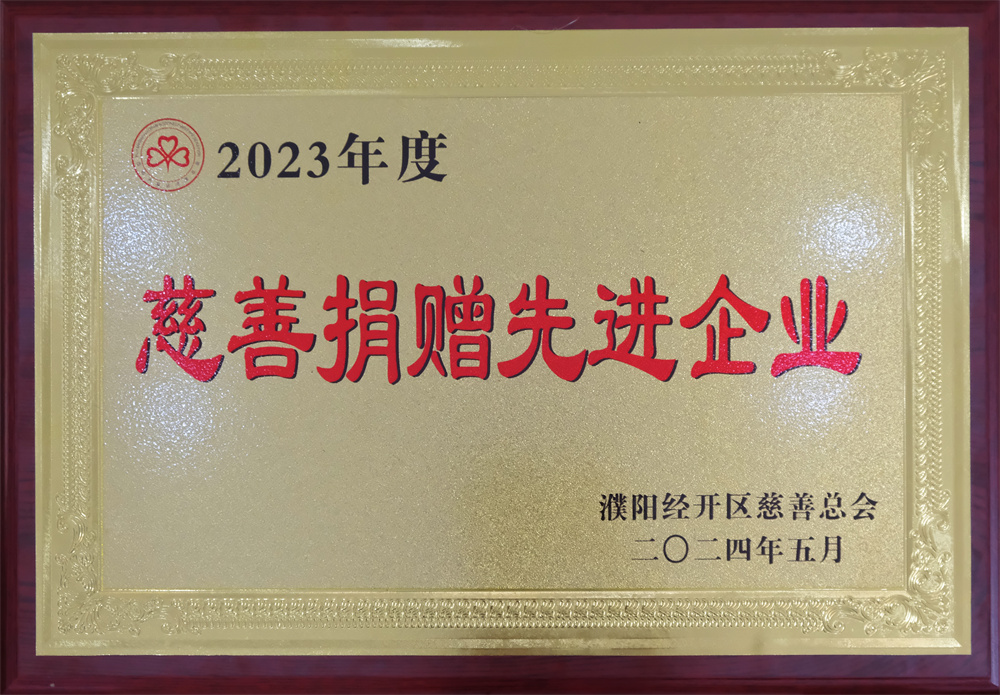 2023年度
慈善捐赠先进企业
濮阳经开区慈善总会
二〇二四年五月